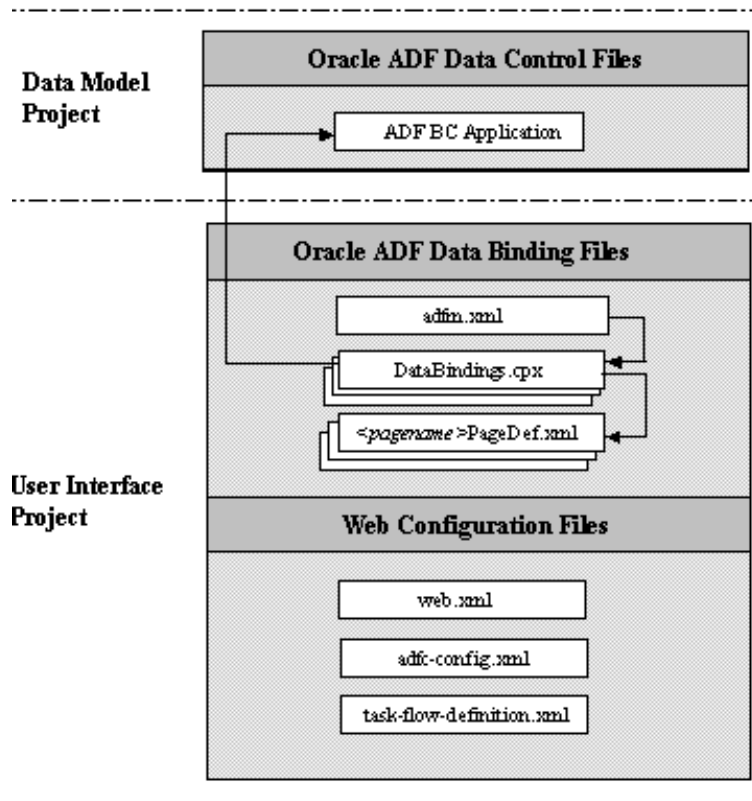 Oracle ADF Data Control Files
Data Model
Project
ADF BC Application
Oracle ADF Data Binding Files
adfm.xml
DataBindings.cpx
<pagename>PageDef.xml
User Interface
Project
Web Configuration Files
web.xml
adfc-config.xml
task-flow-definition.xml